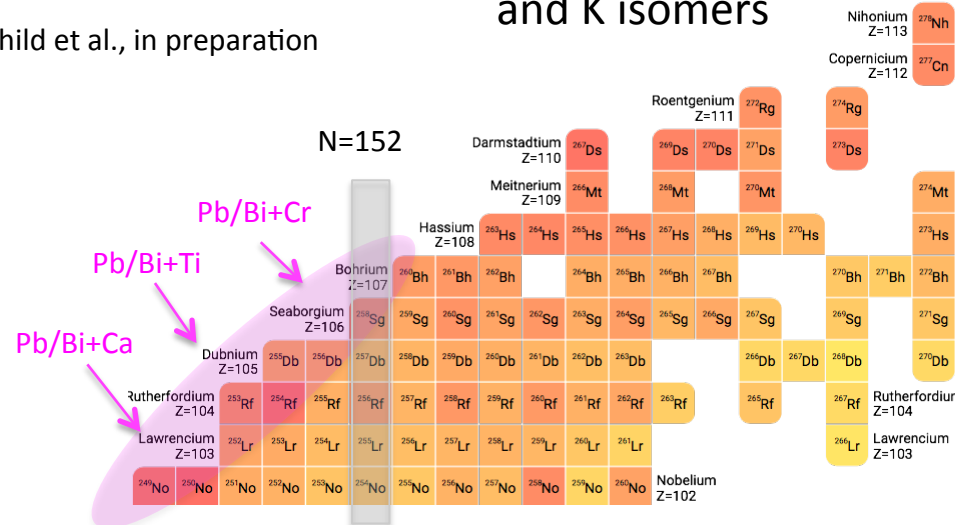 and K isomers
hild et al., in preparation
Nihonium
Z=113
²⁷⁸Nh
Copernicium
Z=112
²⁷⁷Cn
Roentgenium
Z=111
²⁷²Rg ²⁷⁴Rg
N=152
Darmstadtium
Z=110
²⁶⁷Ds ²⁶⁹Ds ²⁷⁰Ds ²⁷¹Ds ²⁷³Ds
Meitnerium
Z=109
²⁶⁶Mt ²⁶⁸Mt ²⁷⁰Mt ²⁷⁴Mt
Pb/Bi+Cr
Hassium
Z=108
²⁶³Hs ²⁶⁴Hs ²⁶⁵Hs ²⁶⁶Hs ²⁶⁷Hs ²⁶⁸Hs ²⁶⁹Hs ²⁷⁰Hs ²⁷³Hs
Pb/Bi+Ti
Bohrium
Z=107
²⁶⁰Bh ²⁶¹Bh ²⁶²Bh ²⁶⁴Bh ²⁶⁵Bh ²⁶⁶Bh ²⁶⁷Bh ²⁷⁰Bh ²⁷¹Bh ²⁷²Bh
Seaborgium
Z=106
²⁵⁸Sg ²⁵⁹Sg ²⁶⁰Sg ²⁶¹Sg ²⁶²Sg ²⁶³Sg ²⁶⁴Sg ²⁶⁵Sg ²⁶⁶Sg ²⁶⁷Sg ²⁶⁹Sg ²⁷¹Sg
Pb/Bi+Ca
Dubnium
Z=105
²⁵⁵Db ²⁵⁶Db ²⁵⁷Db ²⁵⁸Db ²⁵⁹Db ²⁶⁰Db ²⁶¹Db ²⁶²Db ²⁶³Db ²⁶⁶Db ²⁶⁷Db ²⁶⁸Db ²⁷⁰Db
Rutherfordium
Z=104
²⁵³Rf ²⁵⁴Rf ²⁵⁵Rf ²⁵⁶Rf ²⁵⁷Rf ²⁵⁸Rf ²⁵⁹Rf ²⁶⁰Rf ²⁶¹Rf ²⁶²Rf ²⁶³Rf ²⁶⁵Rf ²⁶⁷Rf
Rutherfordiu
Z=104
Lawrencium
Z=103
²⁵²Lr ²⁵³Lr ²⁵⁴Lr ²⁵⁵Lr ²⁵⁶Lr ²⁵⁷Lr ²⁵⁸Lr ²⁵⁹Lr ²⁶⁰Lr ²⁶¹Lr ²⁶⁶Lr
Lawrencium
Z=103
²⁴⁹No ²⁵⁰No ²⁵¹No ²⁵²No ²⁵³No ²⁵⁴No ²⁵⁵No ²⁵⁶No ²⁵⁷No ²⁵⁸No ²⁵⁹No ²⁶⁰No
Nobelium
Z=102